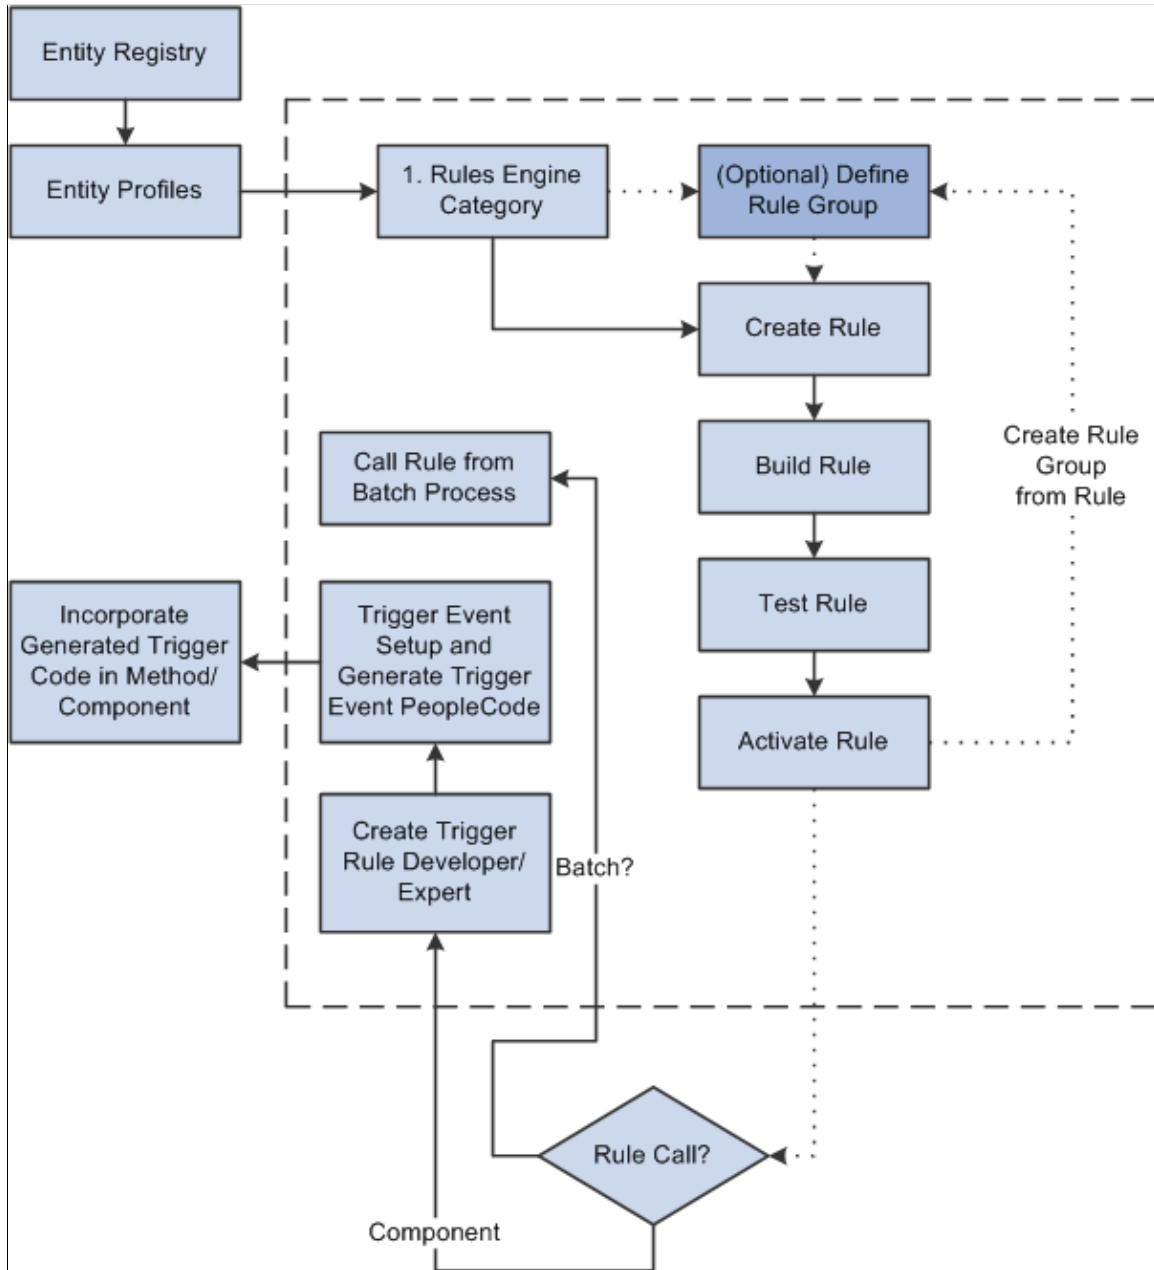 Entity Registry
Entity Profiles
1. Rules Engine
Category
(Optional) Define
Rule Group
Create Rule
Build Rule
Create Rule
Group
from Rule
Call Rule from
Batch Process
Test Rule
Incorporate
Generated Trigger
Code in Method/
Component
Trigger Event
Setup and
Generate Trigger
Event PeopleCode
Activate Rule
Create Trigger
Rule Developer/
Expert
Batch?
Rule Call?
Component